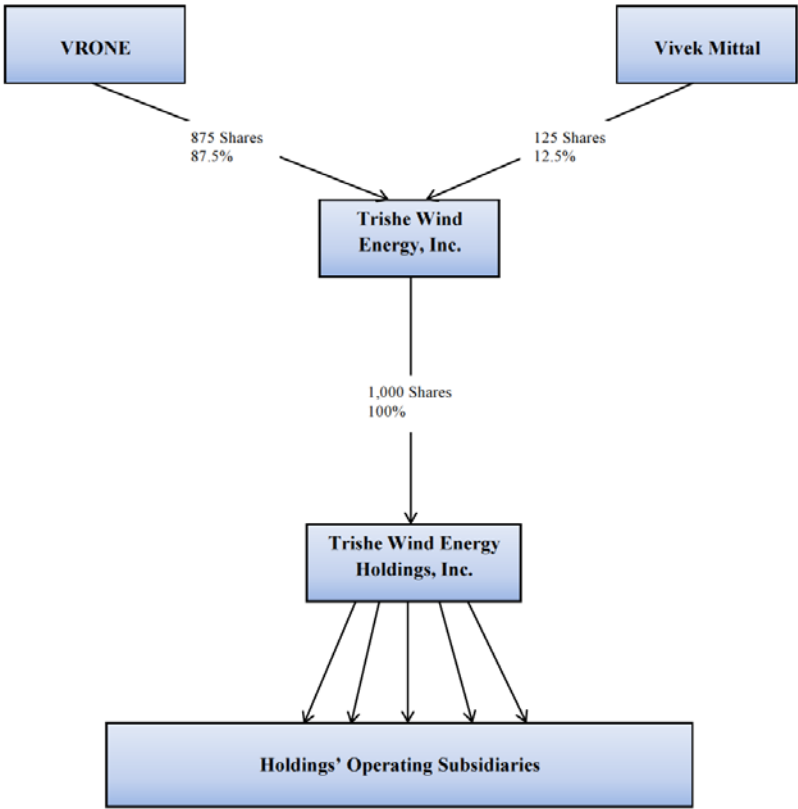 VRONE
Vivek Mittal
875 Shares
87.5%
125 Shares
12.5%
Trishe Wind
Energy, Inc.
1,000 Shares
100%
Trishe Wind Energy
Holdings, Inc.
Holdings’ Operating Subsidiaries